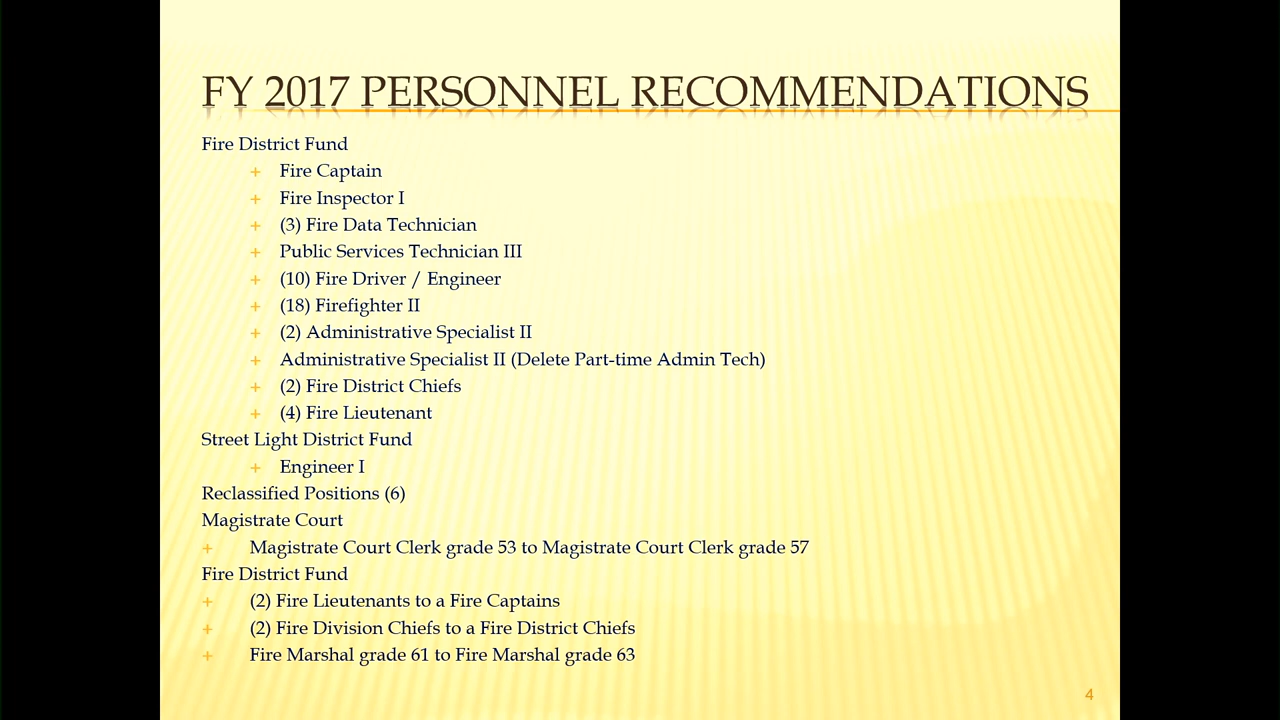 FY 2017 PERSONNEL RECOMMENDATIONS
Fire District Fund
+ Fire Captain
+ Fire Inspector I
+ (3) Fire Data Technician
+ Public Services Technician III
+ (10) Fire Driver / Engineer
+ (18) Firefighter II
+ (2) Administrative Specialist II
+ Administrative Specialist II (Delete Part-time Admin Tech)
+ (2) Fire District Chiefs
+ (4) Fire Lieutenant
Street Light District Fund
+ Engineer I
Reclassified Positions (6)
Magistrate Court
+ Magistrate Court Clerk grade 53 to Magistrate Court Clerk grade 57
Fire District Fund
+ (2) Fire Lieutenants to a Fire Captains
+ (2) Fire Division Chiefs to a Fire District Chiefs
+ Fire Marshal grade 61 to Fire Marshal grade 63
4